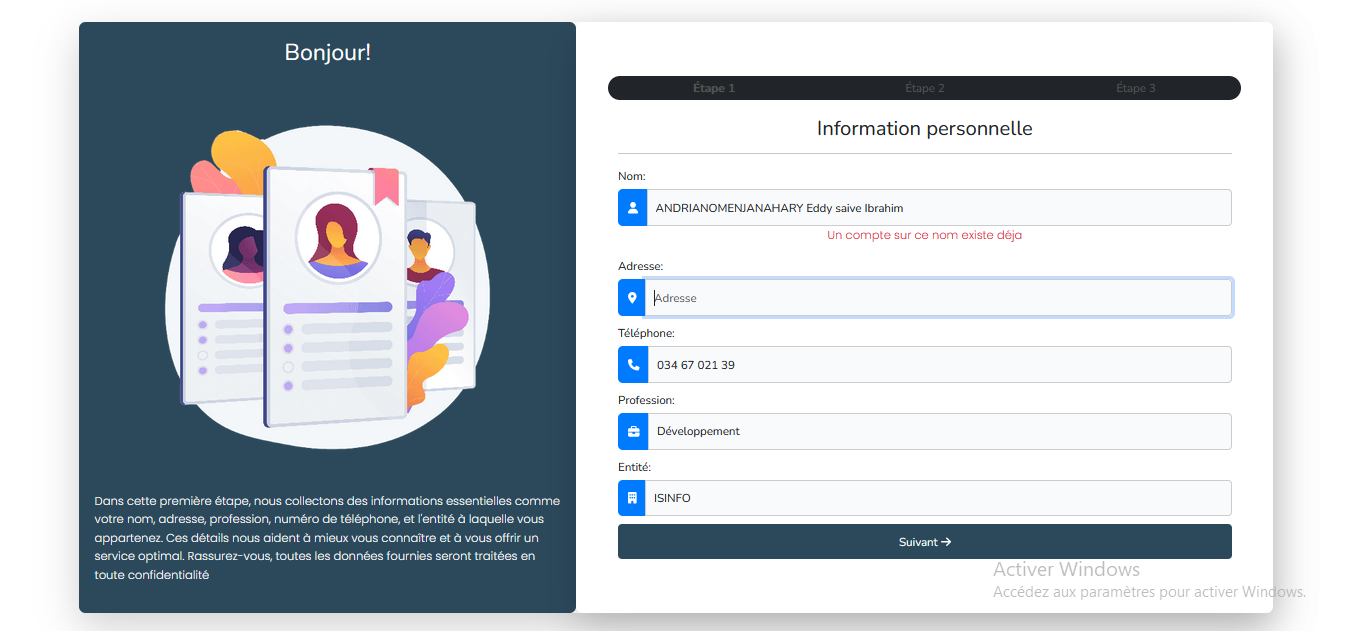 Bonjour!
Dans cette première étape, nous collectons des informations essentielles comme
votre nom, adresse, profession, numéro de téléphone, et l'entité à laquelle vous
appartenez. Ces détails nous aident à mieux vous connaître et à vous offrir un
service optimal. Rassurez-vous, toutes les données fournies seront traitées en
toute confidentialité
Étape 1 Étape 2 Étape 3
Information personnelle
Nom:
ANDRIANOMENJANAHARY Eddy saive Ibrahim
Un compte sur ce nom existe déja
Adresse:
Adresse
Téléphone:
034 67 021 39
Profession:
Développement
Entité:
ISINFO
Suivant →
Activer Windows
Accédez aux paramètres pour activer Windows.